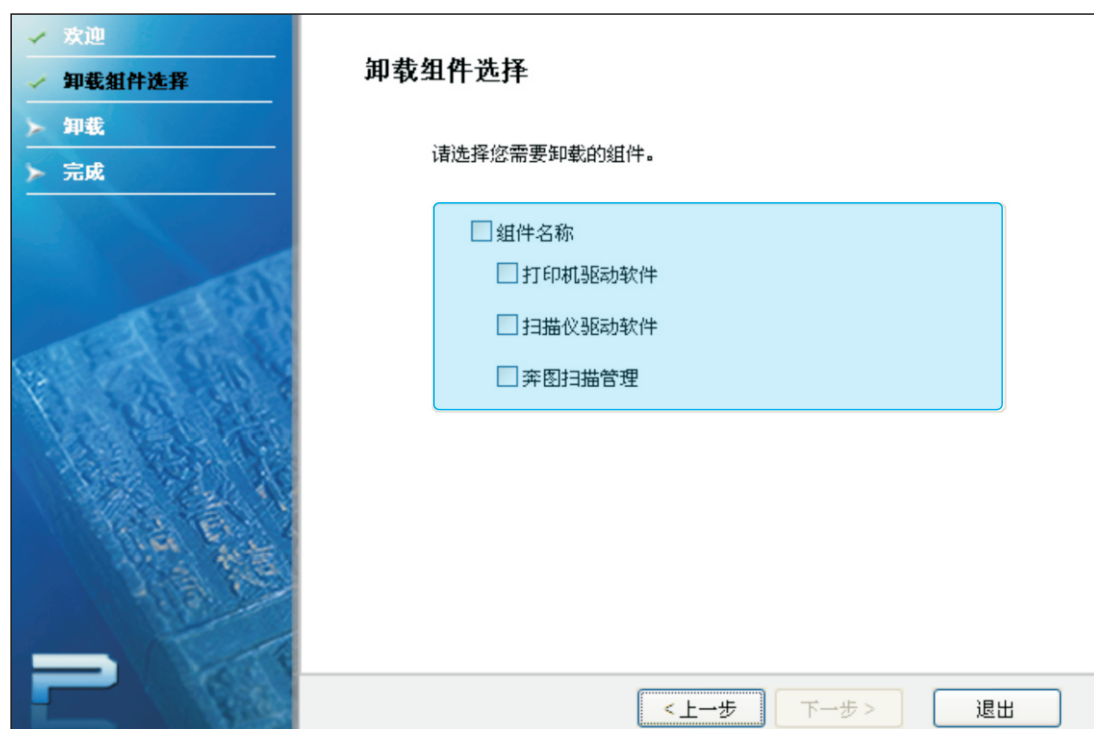 欢迎
卸载组件选择
卸载
完成
卸载组件选择
请选择您需要卸载的组件。
组件名称
打印机驱动软件
扫描仪驱动软件
奔图扫描管理
<上一步
下一步>
退出